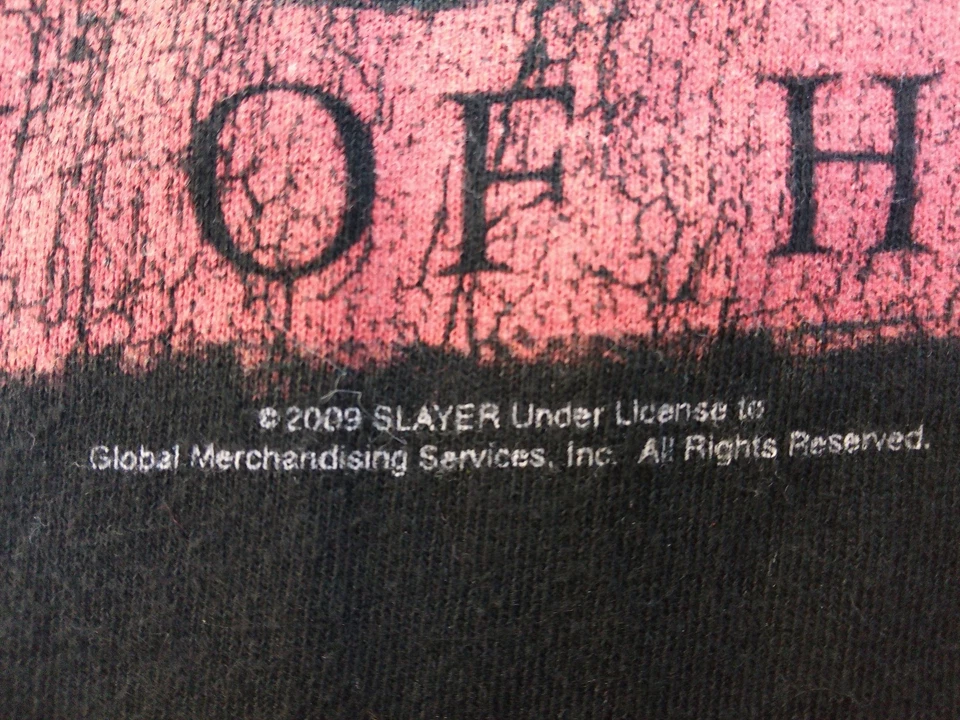 OF H
© 2009 SLAYER Under License to
Global Merchandising Services, Inc. All Rights Reserved.